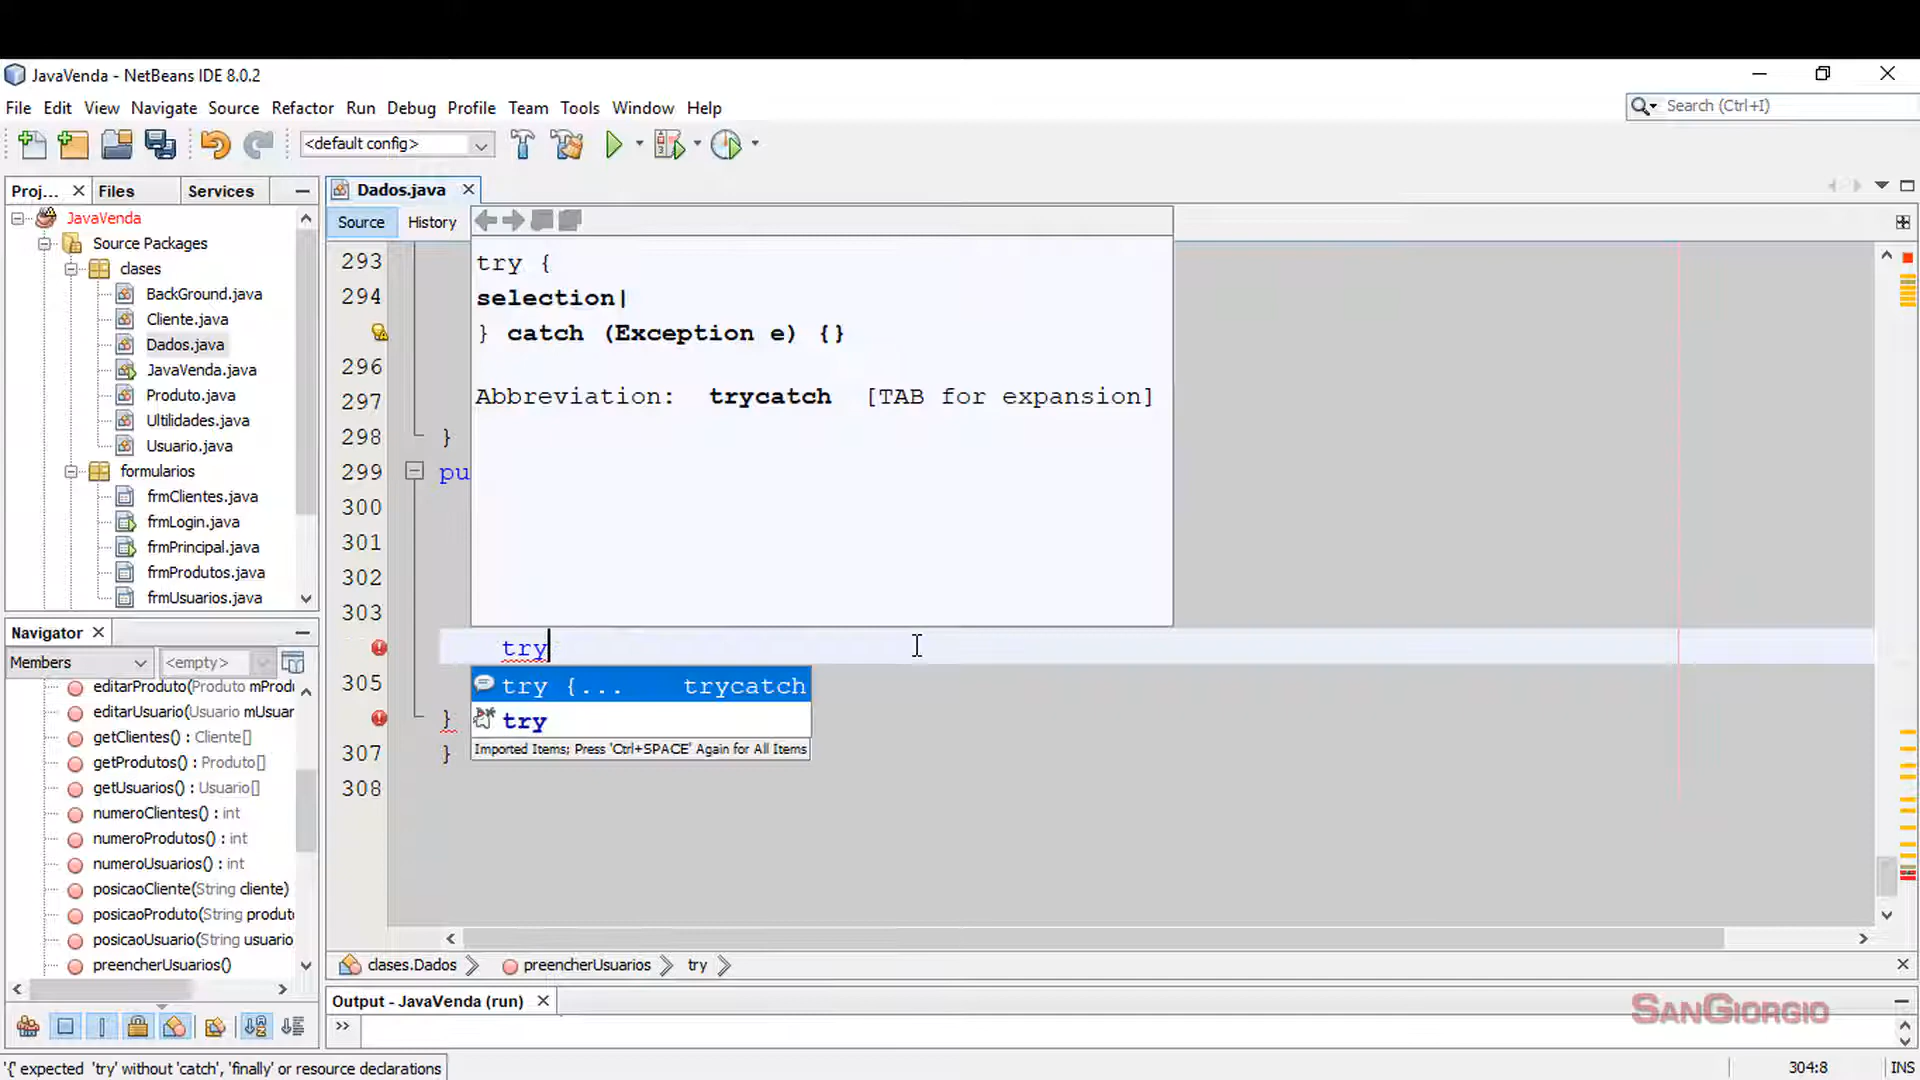 JavaVenda - NetBeans IDE 8.0.2
File Edit View Navigate Source Refactor Run Debug Profile Team Tools Window Help
Search (Ctrl+I)
<default config>
Proj... Files Services
Dados.java
Source History
JavaVenda
Source Packages
clases
BackGround.java
Cliente.java
Dados.java
JavaVenda.java
Produto.java
Ultilidades.java
Usuario.java
formularios
frmClientes.java
frmLogin.java
frmPrincipal.java
frmProdutos.java
frmUsuarios.java
293
294
296
297
298 }
299 pu
300
301
302
303
try
305
}
307 }
308
try {
selection|
} catch (Exception e) {}
Abbreviation: trycatch [TAB for expansion]
try {... trycatch
try
Imported Items; Press 'Ctrl+SPACE' Again for All Items
Navigator
Members <empty>
editarProduto(Produto mProdu
editarUsuario(Usuario mUsuar
getClientes() : Cliente[]
getProdutos() : Produto[]
getUsuarios() : Usuario[]
numeroClientes() : int
numeroProdutos() : int
numeroUsuarios() : int
posicaoCliente(String cliente)
posicaoProduto(String produto
posicaoUsuario(String usuario
preencherUsuarios()
clases.Dados preencherUsuarios try
Output - JavaVenda (run)
>>
SanGiorgio
'{' expected 'try' without 'catch', 'finally' or resource declarations
304:8 INS